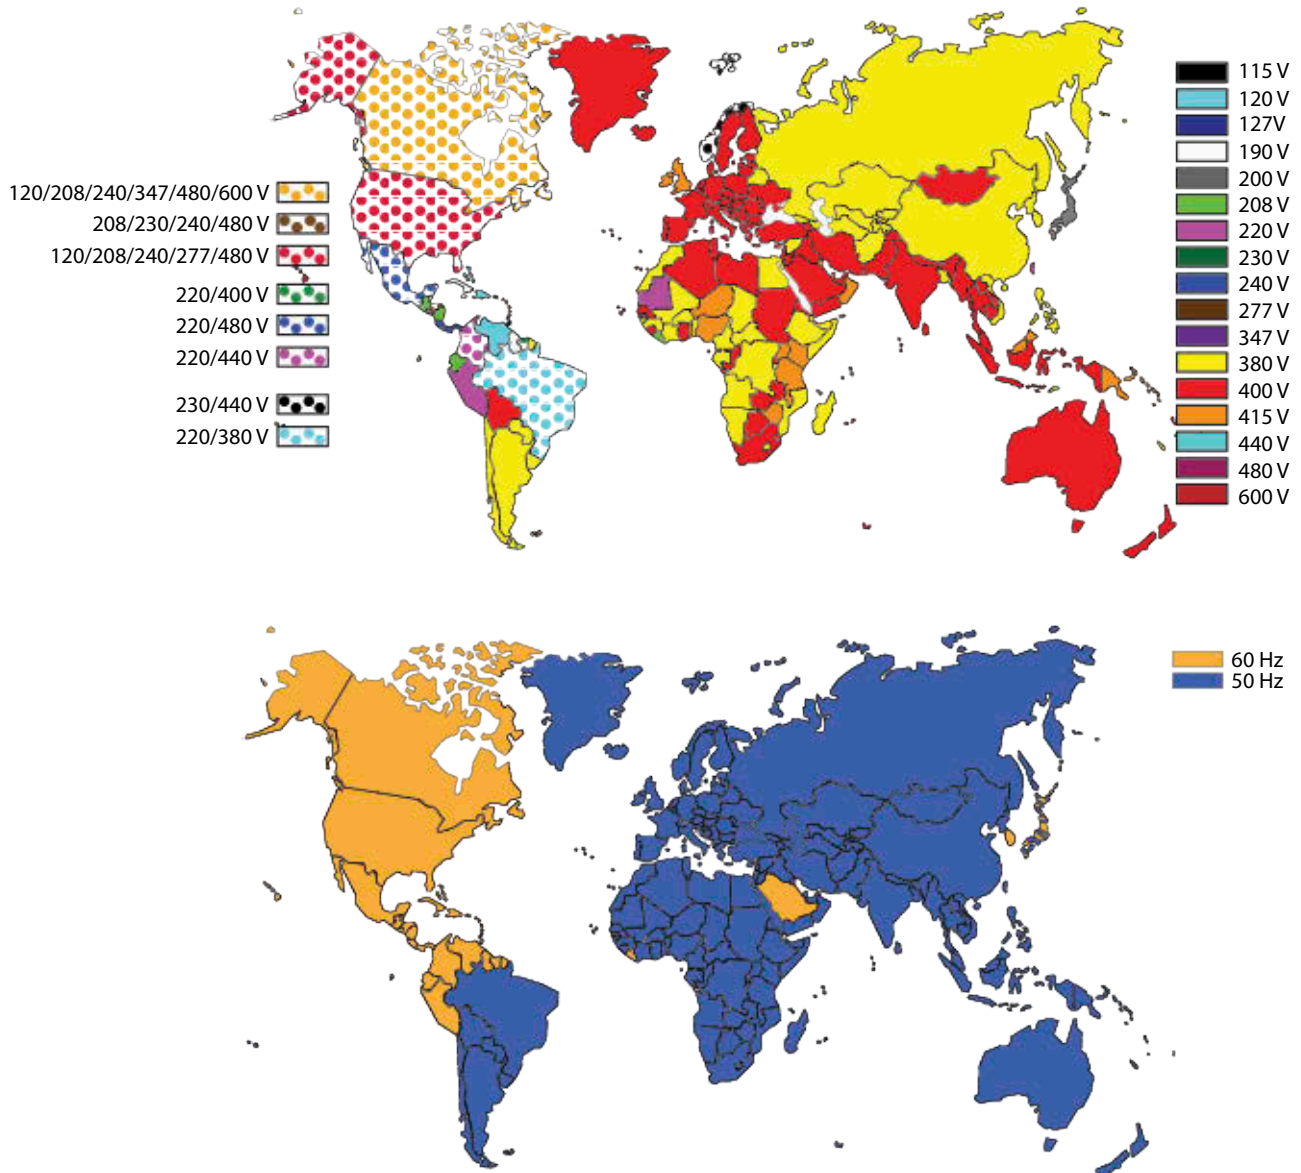 120/208/240/347/480/600 V
208/230/240/480 V
120/208/240/277/480 V
220/400 V
220/480 V
220/440 V
230/440 V
220/380 V
115 V
120 V
127V
190 V
200 V
208 V
220 V
230 V
240 V
277 V
347 V
380 V
400 V
415 V
440 V
480 V
600 V
60 Hz
50 Hz